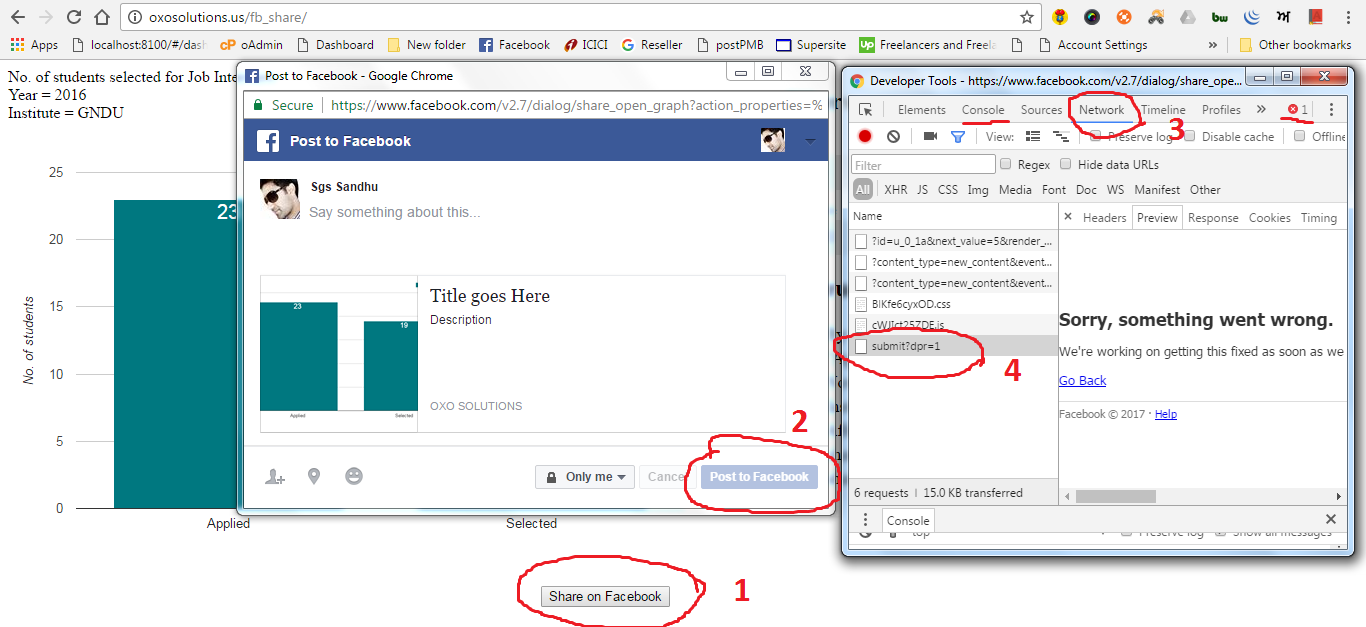 oxosolutions.us/fb_share/
Apps localhost:8100/#/dash cP oAdmin Dashboard New folder Facebook ICICI Reseller postPMB Supersite Up Freelancers and Freela Account Settings » Other bookmarks
bw
No. of students selected for Job Inte
Year = 2016
Institute = GNDU
25
20
15
10
5
0
No. of students
23
Applied
Selected
Share on Facebook
1
Post to Facebook - Google Chrome
Secure https://www.facebook.com/v2.7/dialog/share_open_graph?action_properties=%
Post to Facebook
Sgs Sandhu
Say something about this...
23
19
Applied
Selected
Title goes Here
Description
OXO SOLUTIONS
Only me
Cance
Post to Facebook
2
Developer Tools - https://www.facebook.com/v2.7/dialog/share_ope...
Elements Console Sources Network Timeline Profiles » 1
3
View: Preserve log Disable cache Offline
Filter Regex Hide data URLs
All XHR JS CSS Img Media Font Doc WS Manifest Other
Name
× Headers Preview Response Cookies Timing
?id=u_0_1a&next_value=5&render_...
?content_type=new_content&event...
?content_type=new_content&event...
BlKfe6cyxOD.css
submit?dpr=1
4
Sorry, something went wrong.
We're working on getting this fixed as soon as we
Go Back
Facebook © 2017 · Help
6 requests | 15.0 KB transferred
Console
top Preserve log Show all messages